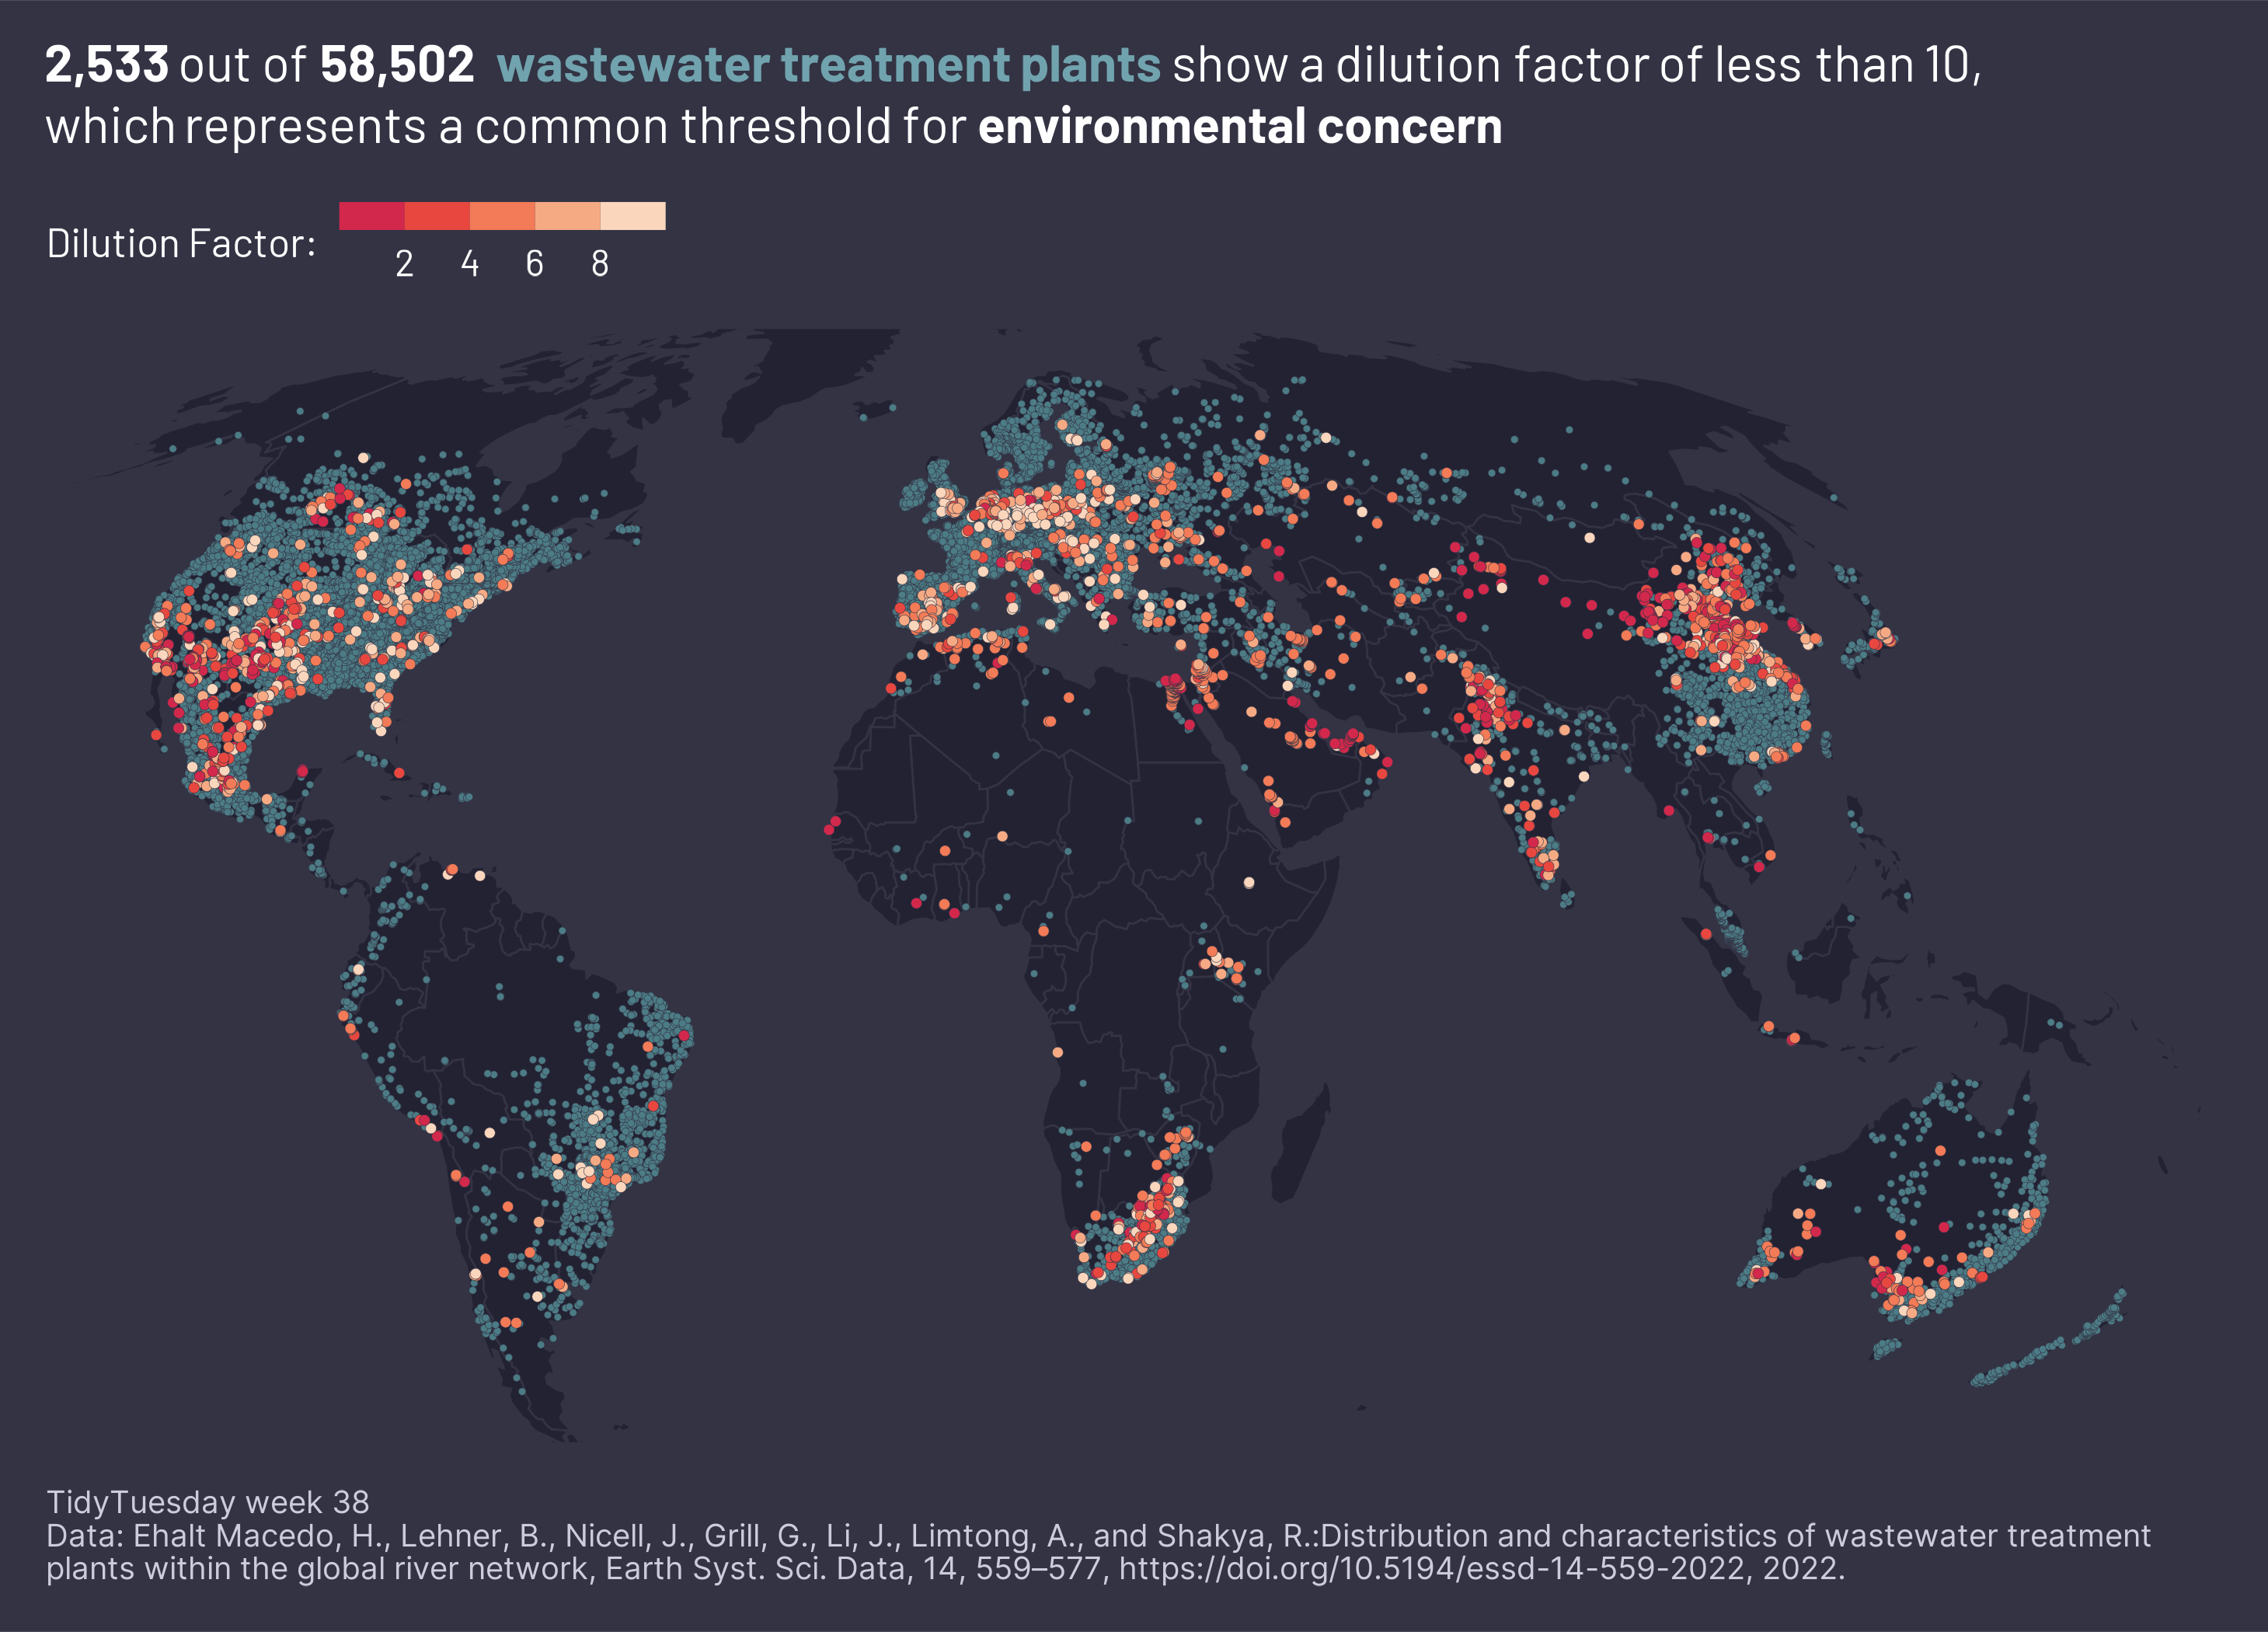 2,533 out of 58,502 wastewater treatment plants show a dilution factor of less than 10,
which represents a common threshold for environmental concern
Dilution Factor:
2 4 6 8
TidyTuesday week 38
Data: Ehalt Macedo, H., Lehner, B., Nicell, J., Grill, G., Li, J., Limtong, A., and Shakya, R.:Distribution and characteristics of wastewater treatment
plants within the global river network, Earth Syst. Sci. Data, 14, 559–577, https://doi.org/10.5194/essd-14-559-2022, 2022.